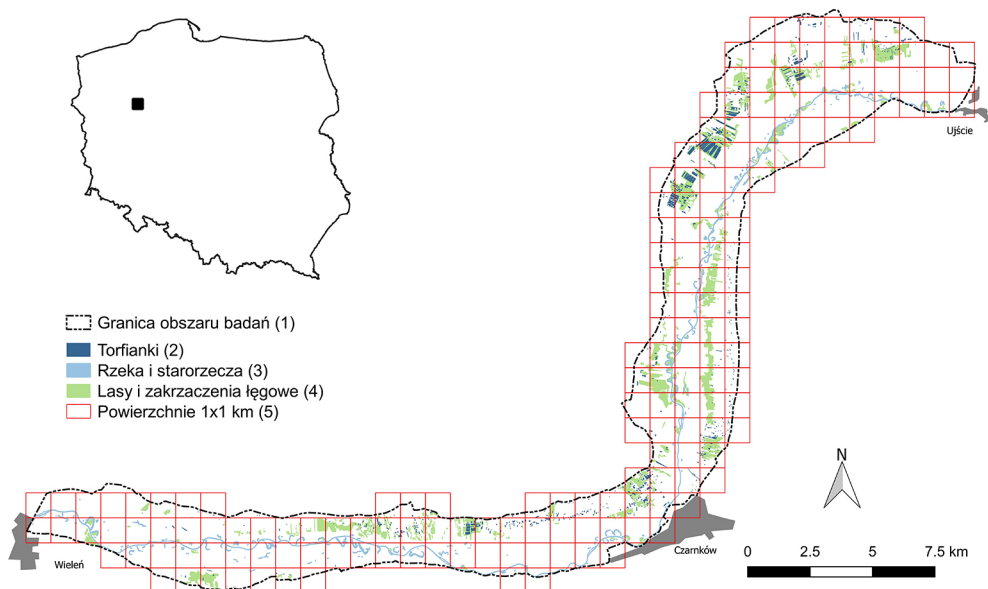 Granica obszaru badań (1)
Torfianki (2)
Rzeka i starorzecza (3)
Lasy i zakrzaczenia łęgowe (4)
Powierzchnie 1x1 km (5)
Ujście
Wieleń
Czarnków
N
0 2.5 5 7.5 km